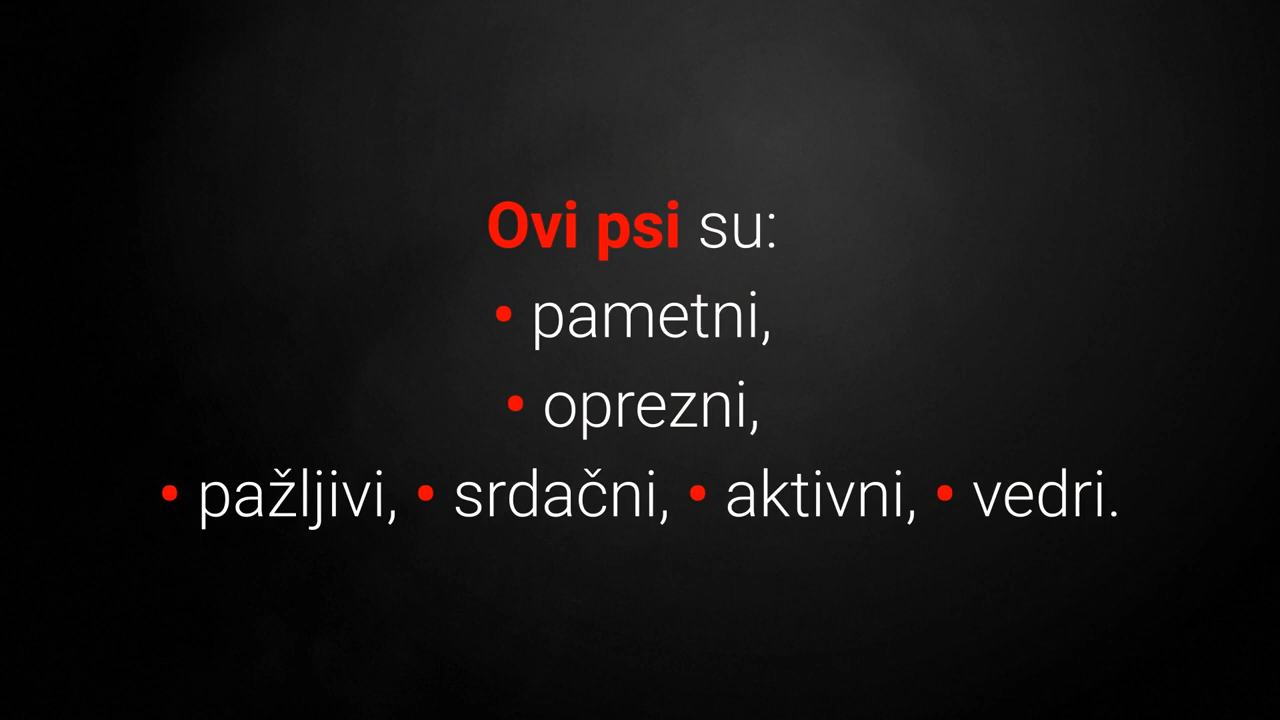 Ovi psi su:
• pametni,
• oprezni,
• pažljivi, • srdačni, • aktivni, • vedri.